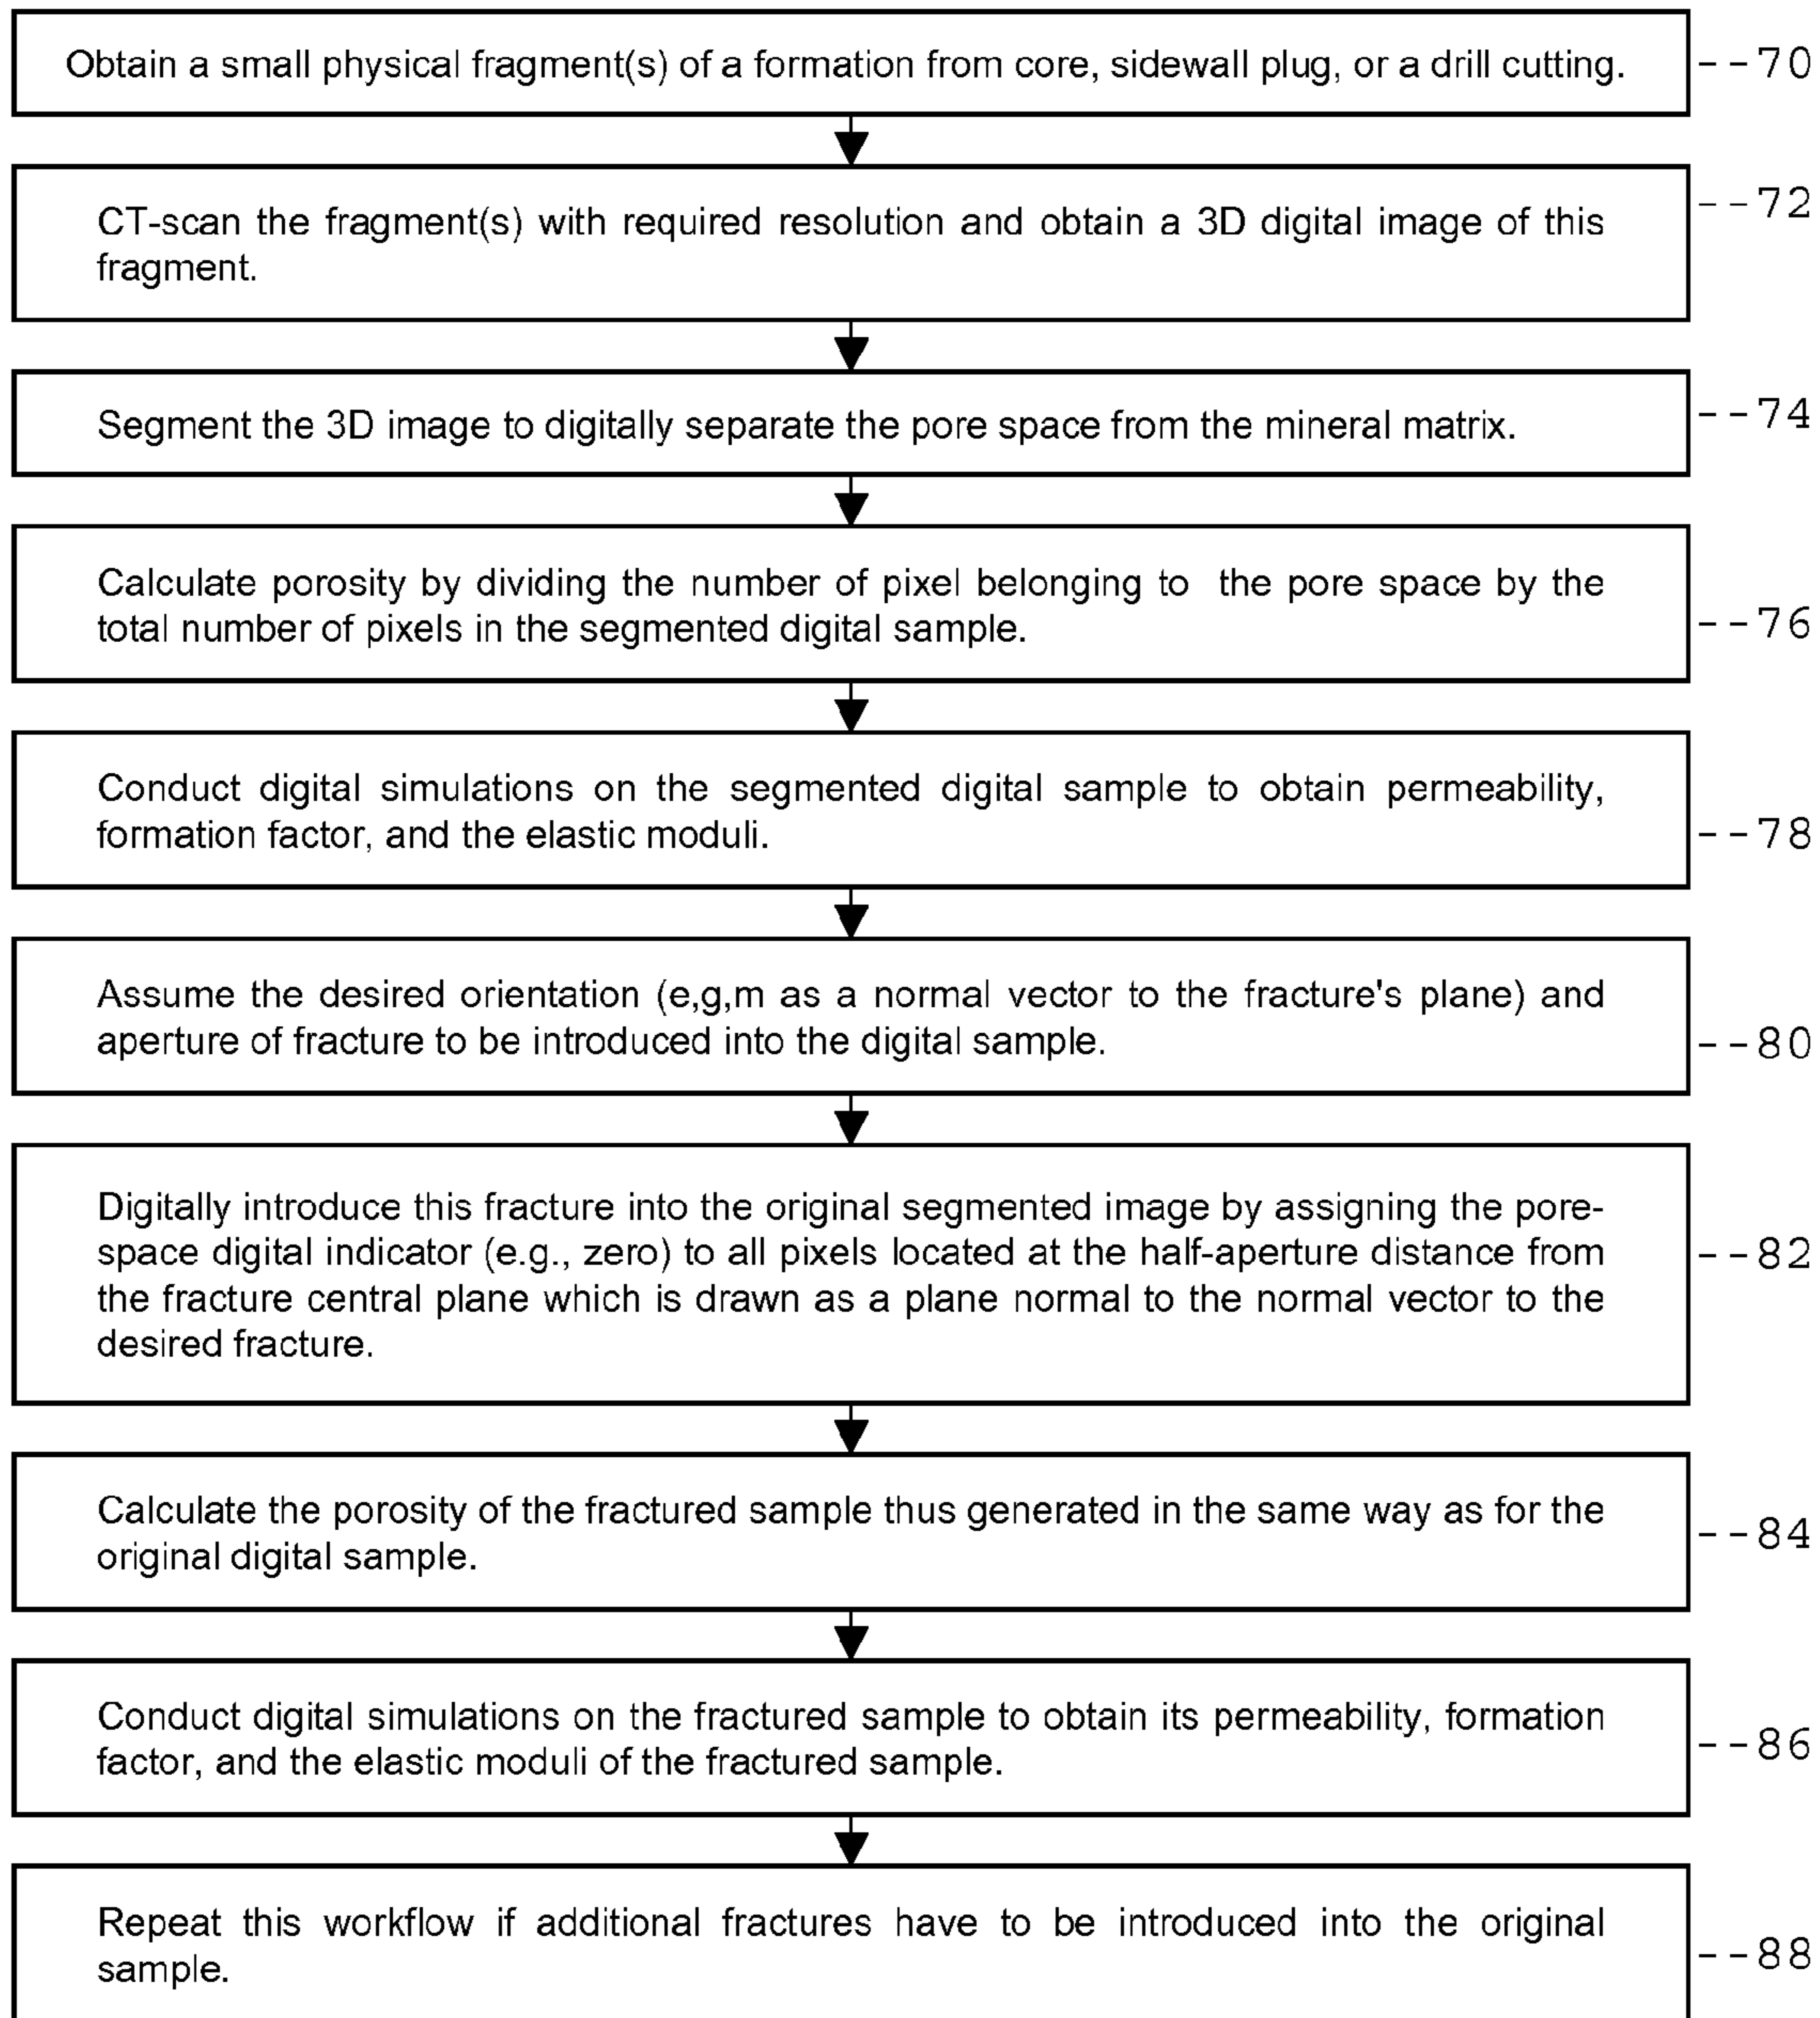 Obtain a small physical fragment(s) of a formation from core, sidewall plug, or a drill cutting.
--70
CT-scan the fragment(s) with required resolution and obtain a 3D digital image of this
fragment.
--72
Segment the 3D image to digitally separate the pore space from the mineral matrix.
--74
Calculate porosity by dividing the number of pixel belonging to the pore space by the
total number of pixels in the segmented digital sample.
--76
Conduct digital simulations on the segmented digital sample to obtain permeability,
formation factor, and the elastic moduli.
--78
Assume the desired orientation (e,g,m as a normal vector to the fracture's plane) and
aperture of fracture to be introduced into the digital sample.
--80
Digitally introduce this fracture into the original segmented image by assigning the pore-
space digital indicator (e.g., zero) to all pixels located at the half-aperture distance from
the fracture central plane which is drawn as a plane normal to the normal vector to the
desired fracture.
--82
Calculate the porosity of the fractured sample thus generated in the same way as for the
original digital sample.
--84
Conduct digital simulations on the fractured sample to obtain its permeability, formation
factor, and the elastic moduli of the fractured sample.
--86
Repeat this workflow if additional fractures have to be introduced into the original
sample.
--88